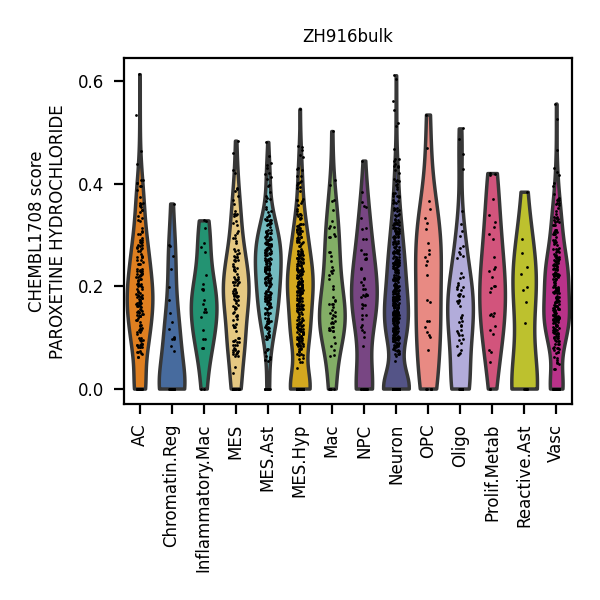 ZH916bulk
CHEMBL1708 score
PAROXETINE HYDROCHLORIDE
0.6
0.4
0.2
0.0
AC
Chromatin.Reg
Inflammatory.Mac
MES
MES.Ast
MES.Hyp
Mac
NPC
Neuron
OPC
Oligo
Prolif.Metab
Reactive.Ast
Vasc